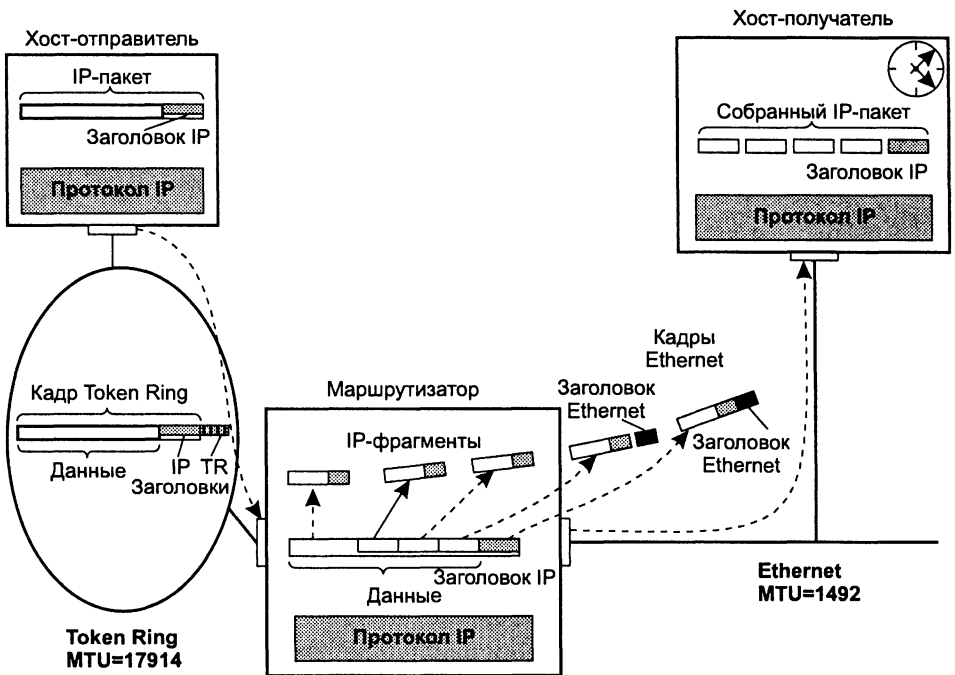 Хост-отправитель
IP-пакет
Заголовок IP
Протокол IP
Хост-получатель
Собранный IP-пакет
Заголовок IP
Протокол IP
Кадр Token Ring
Данные
IP TR
Заголовки
Token Ring
MTU=17914
Маршрутизатор
IP-фрагменты
Заголовок IP
Данные
Протокол IP
Кадры
Ethernet
Заголовок
Ethernet
Заголовок
Ethernet
Ethernet
MTU=1492